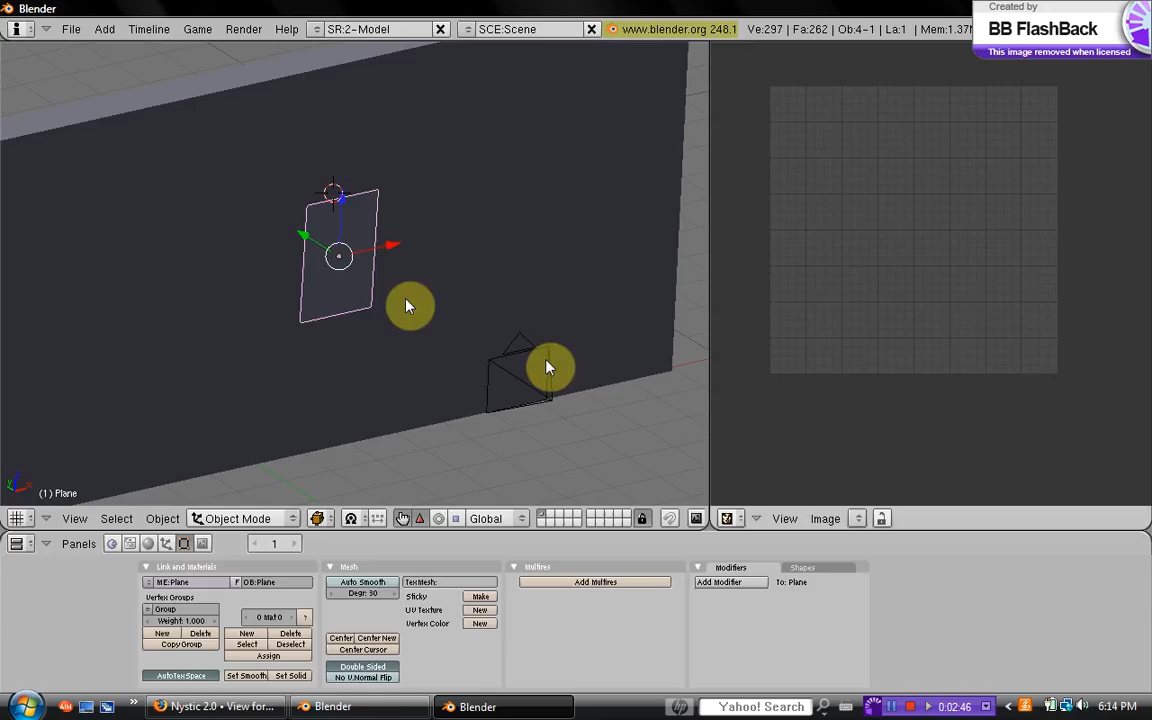 Blender
Created by
BB FlashBack
This image removed when licensed
File Add Timeline Game Render Help SR:2-Model SCE:Scene www.blender.org 248.1 Ve:297 | Fa:262 | Ob:4-1 | La:1 | Mem:1.37
(1) Plane
View Select Object Object Mode Global
View Image
Panels 1
Link and Materials Mesh Multires Modifiers Shapes
ME:Plane F OB:Plane Auto Smooth TexMesh: Add Multires Add Modifier To: Plane
Degr: 30 Sticky Make
Vertex Groups
Group UV Texture New
Weight: 1.000 0 Mat 0 ? Vertex Color New
New Delete New Delete Center Center New
Copy Group Select Deselect Center Cursor
Assign
Double Sided
AutoTexSpace Set Smooth Set Solid No V.Normal Flip
Nystic 2.0 • View for... Blender Blender hp Yahoo! Search 0:02:46 6:14 PM